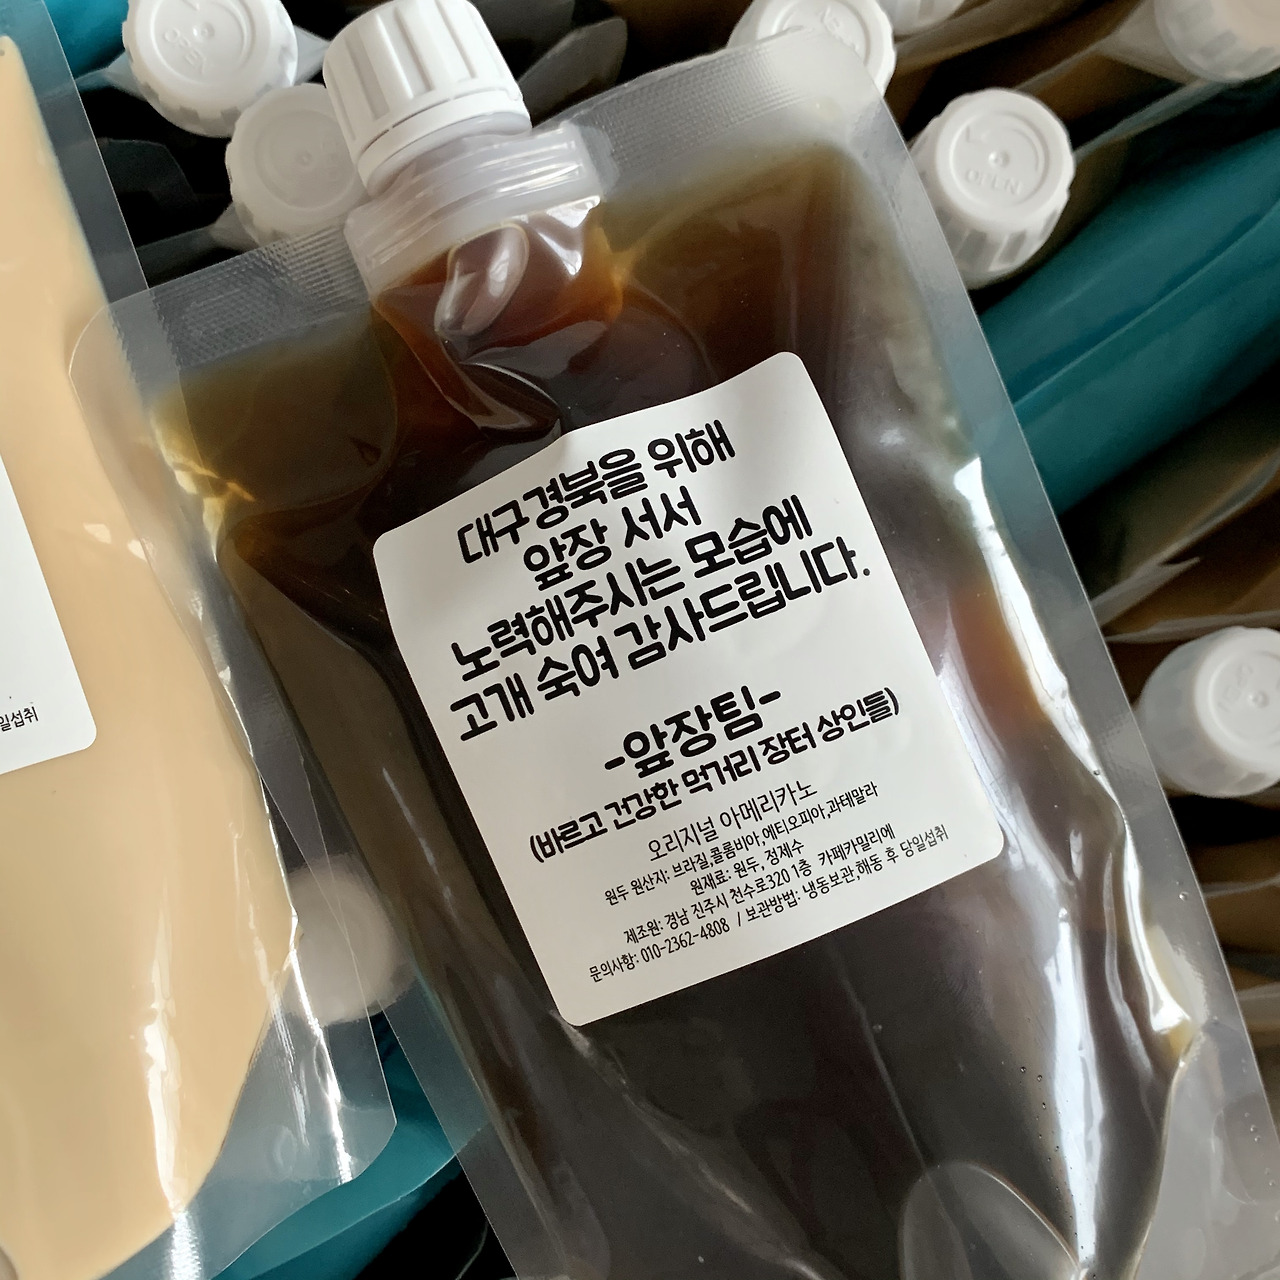 대구경북을 위해
앞장 서서
노력해주시는 모습에
고개 숙여 감사드립니다.
-앞장팀-
(바르고 건강한 먹거리 장터 상인들)
오리지널 아메리카노
원두 원산지: 브라질,콜롬비아,에티오피아,과테말라
원재료: 원두, 정제수
제조원: 경남 진주시 천수로320 1층 카페카밀리에
문의사항: 010-2362-4808 / 보관방법: 냉동보관,해동 후 당일섭취
일섭취
OPEN
OPEN